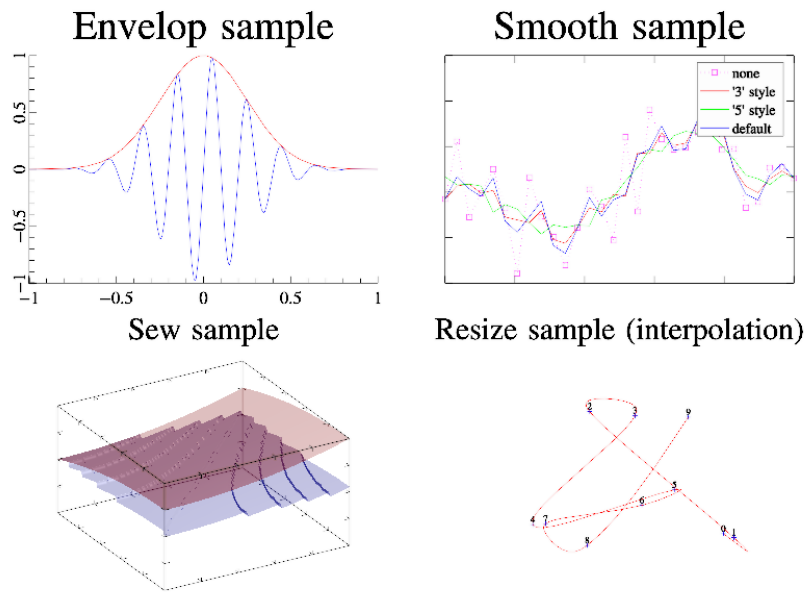 Envelop sample
Smooth sample
1
0.5
0
−0.5
−1
−1
−0.5
0
0.5
1
none
'3' style
'5' style
default
Sew sample
Resize sample (interpolation)
2
3
9
5
6
4
7
8
0
1